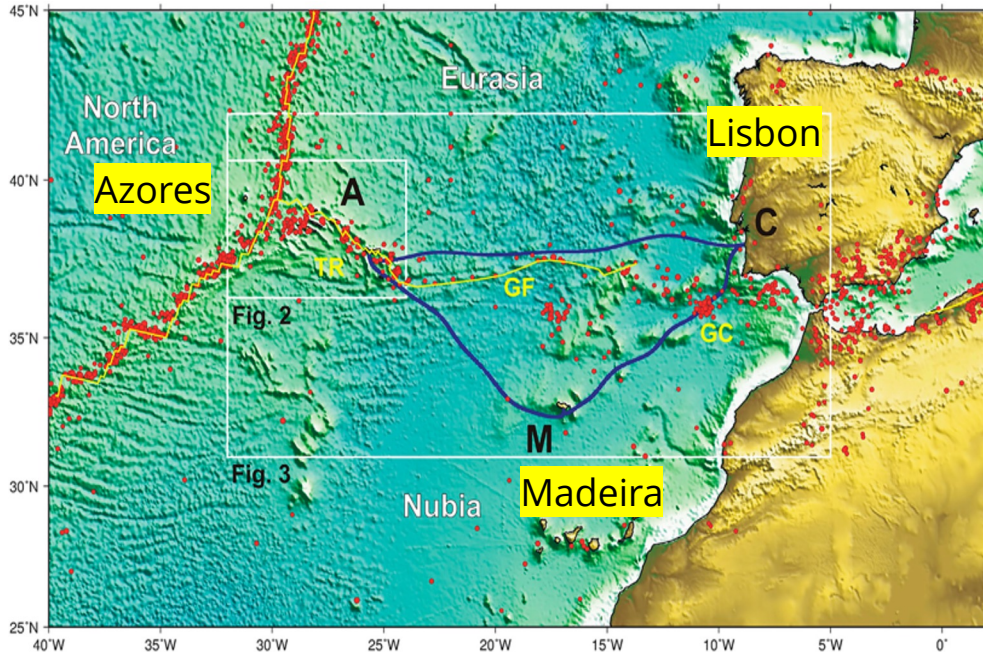 45°N
Eurasia
North
America
Lisbon
40°N
Azores
A
C
TR
GF
Fig. 2
GC
35°N
M
Fig. 3
Madeira
30°N
Nubia
25°N
40°W 35°W 30°W 25°W 20°W 15°W 10°W 5°W 0°